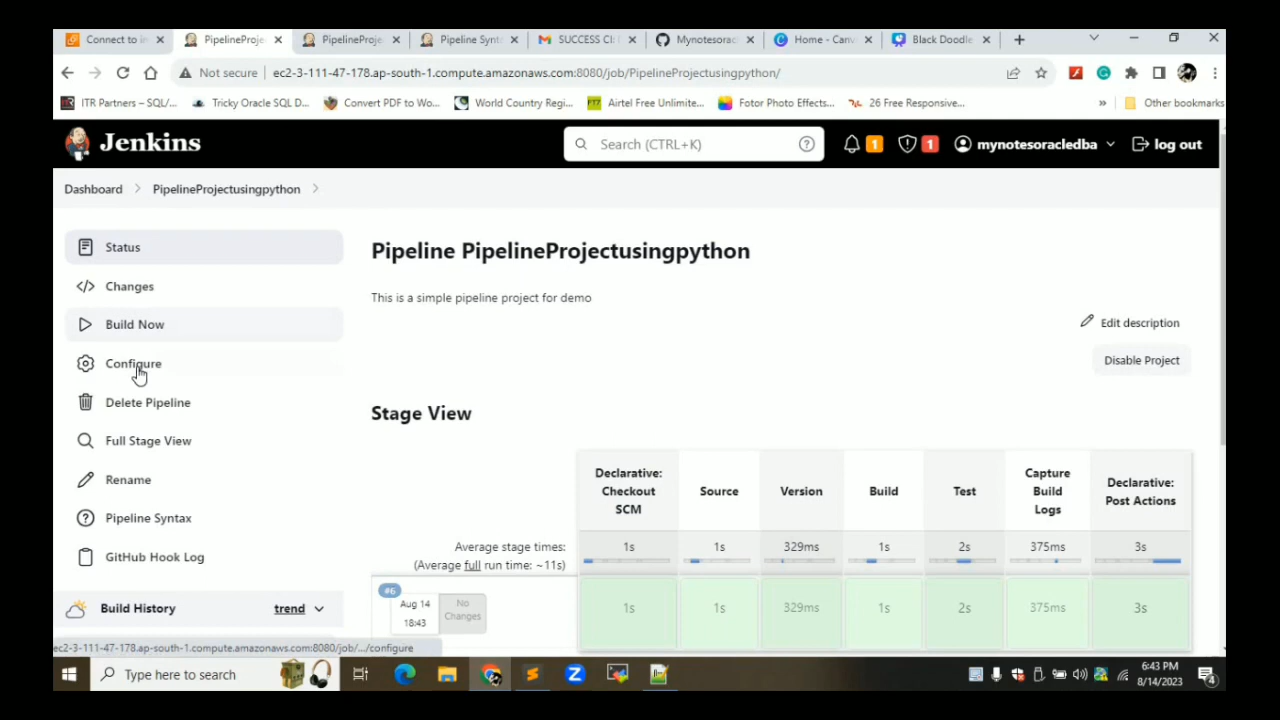 Connect to in
PipelineProje
PipelineProje
Pipeline Synt
SUCCESS CI:
Mynotesorac
Home - Canv
Black Doodle
Not secure
ec2-3-111-47-178.ap-south-1.compute.amazonaws.com:8080/job/PipelineProjectusingpython/
ITR Partners – SQL/...
Tricky Oracle SQL D...
Convert PDF to Wo...
World Country Regi...
Airtel Free Unlimite...
Fotor Photo Effects...
26 Free Responsive...
»
Other bookmarks
Jenkins
Search (CTRL+K)
1
1
mynotesoracledba
log out
Dashboard
PipelineProjectusingpython
Status
Changes
Build Now
Configure
Delete Pipeline
Full Stage View
Rename
Pipeline Syntax
GitHub Hook Log
Build History
trend
Pipeline PipelineProjectusingpython
This is a simple pipeline project for demo
Edit description
Disable Project
Stage View
Declarative:
Checkout
SCM
Source
Version
Build
Test
Capture
Build
Logs
Declarative:
Post Actions
Average stage times:
(Average full run time: ~11s)
1s
1s
329ms
1s
2s
375ms
3s
#6
Aug 14
18:43
No
Changes
1s
1s
329ms
1s
2s
375ms
3s
ec2-3-111-47-178.ap-south-1.compute.amazonaws.com:8080/job/.../configure
Type here to search
6:43 PM
8/14/2023
4